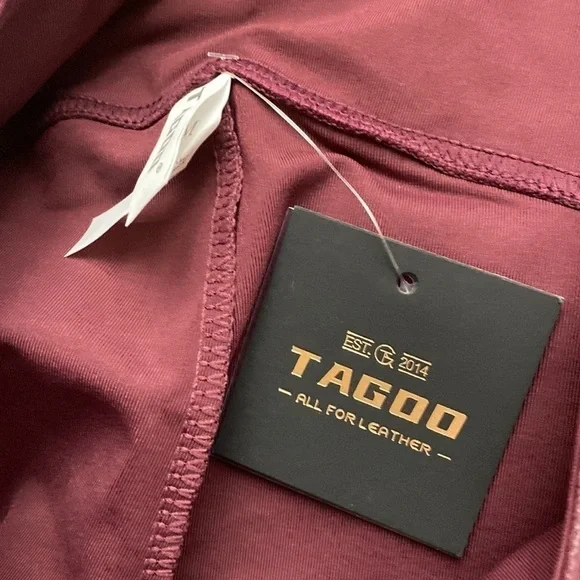 EST. 2014
TAGOO
— ALL FOR LEATHER —